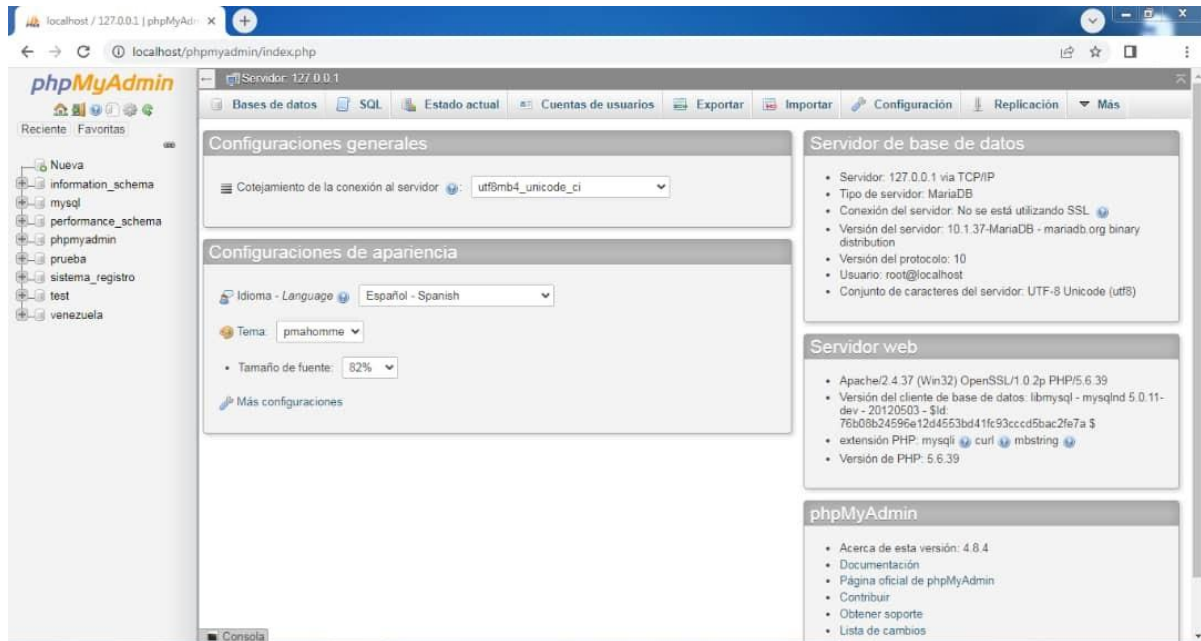 localhost / 127.0.0.1 | phpMyAdm
localhost/phpmyadmin/index.php
phpMyAdmin
Reciente Favoritas
Nueva
information_schema
mysql
performance_schema
phpmyadmin
prueba
sistema_registro
test
venezuela
Servidor: 127.0.0.1
Bases de datos SQL Estado actual Cuentas de usuarios Exportar Importar Configuración Replicación Más
Configuraciones generales
Cotejamiento de la conexión al servidor : utf8mb4_unicode_ci
Configuraciones de apariencia
Idioma - Language Español - Spanish
Tema: pmahomme
• Tamaño de fuente: 82%
Más configuraciones
Consola
Servidor de base de datos
• Servidor: 127.0.0.1 via TCP/IP
• Tipo de servidor: MariaDB
• Conexión del servidor: No se está utilizando SSL
• Versión del servidor: 10.1.37-MariaDB - mariadb.org binary
distribution
• Versión del protocolo: 10
• Usuario: root@localhost
• Conjunto de caracteres del servidor: UTF-8 Unicode (utf8)
Servidor web
• Apache/2.4.37 (Win32) OpenSSL/1.0.2p PHP/5.6.39
• Versión del cliente de base de datos: libmysql - mysqlnd 5.0.11-
dev - 20120503 - $Id:
76b08b24596e12d4553bd41fc93cccd5bac2fe7a $
• extensión PHP: mysqli curl mbstring
• Versión de PHP: 5.6.39
phpMyAdmin
• Acerca de esta versión: 4.8.4
• Documentación
• Página oficial de phpMyAdmin
• Contribuir
• Obtener soporte
• Lista de cambios